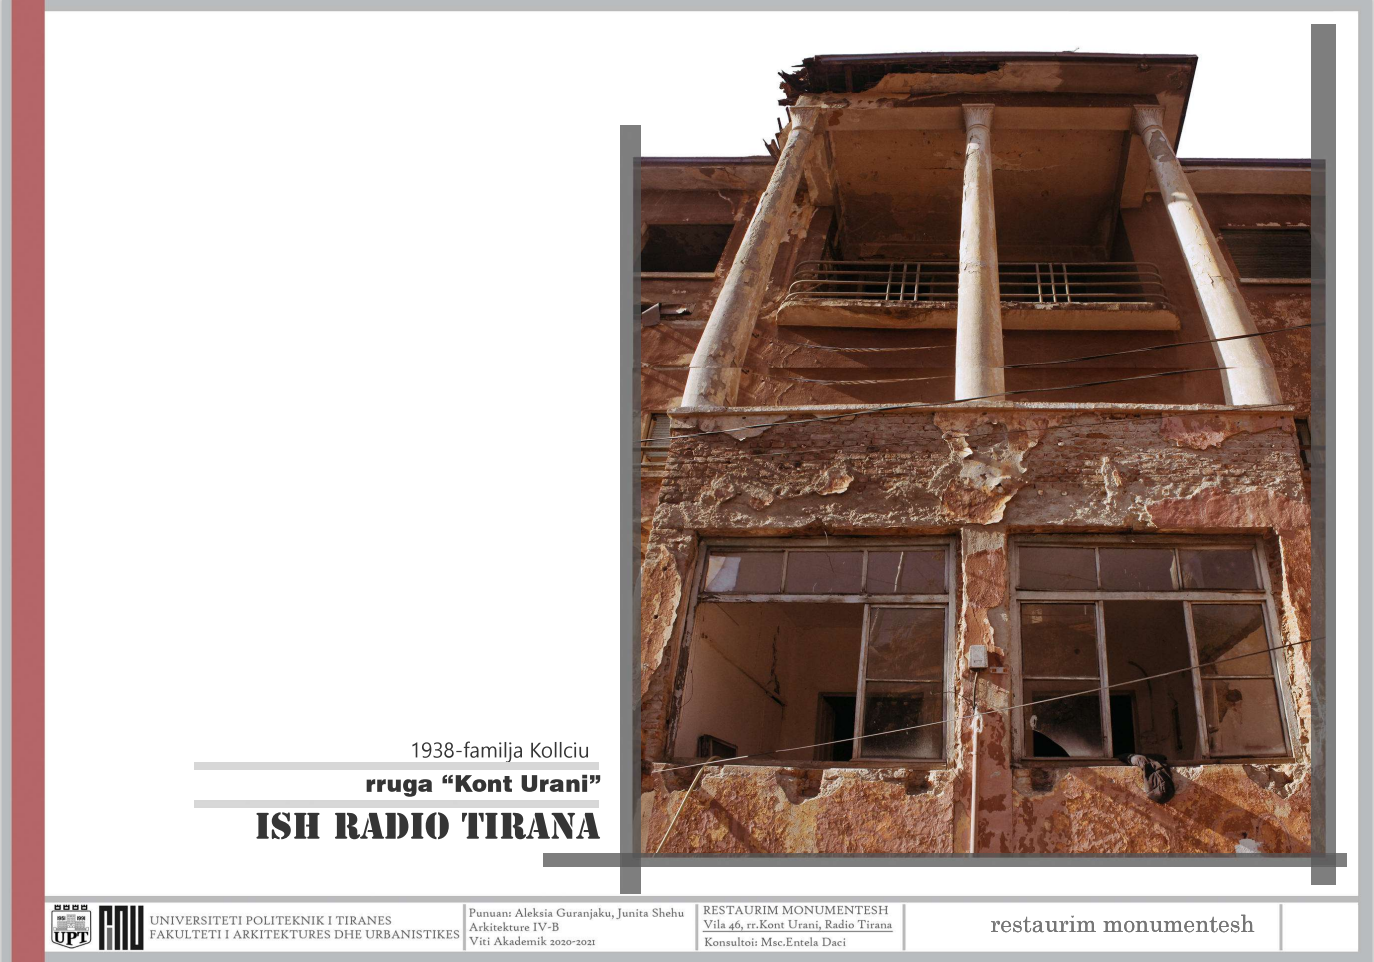 1938-familja Kollciu
rruga “Kont Urani”
ISH RADIO TIRANA
UPT
UNIVERSITETI POLITEKNIK I TIRANES
FAKULTETI I ARKITEKTURES DHE URBANISTIKES
Punuan: Aleksia Guranjaku, Junita Shehu
Arkitekture IV-B
Viti Akademik 2020-2021
RESTAURIM MONUMENTESH
Vila 46, rr.Kont Urani, Radio Tirana
Konsultoi: Msc.Entela Daci
restaurim monumentesh